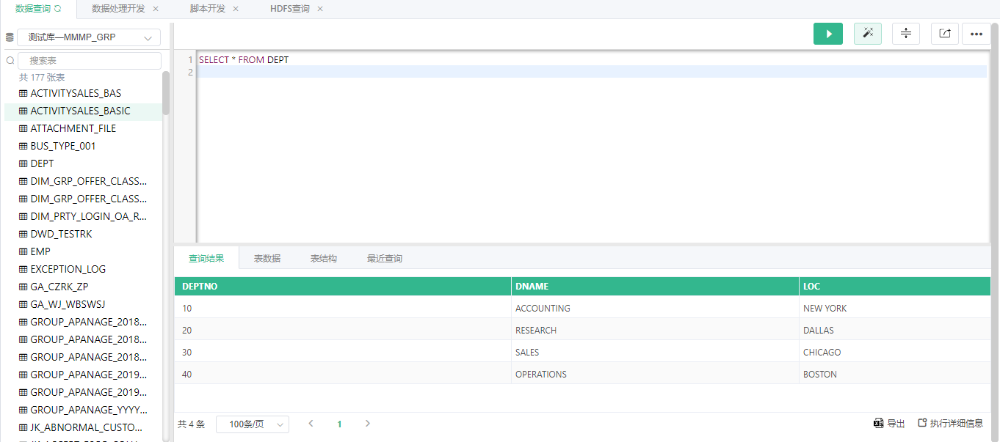 数据查询 数据处理开发 × 脚本开发 × HDFS查询 ×
测试库—MMMP_GRP
搜索表
共 177 张表
ACTIVITYSALES_BAS
ACTIVITYSALES_BASIC
ATTACHMENT_FILE
BUS_TYPE_001
DEPT
DIM_GRP_OFFER_CLASS...
DIM_GRP_OFFER_CLASS...
DIM_PRTY_LOGIN_OA_R...
DWD_TESTRK
EMP
EXCEPTION_LOG
GA_CZRK_ZP
GA_WJ_WBSWSJ
GROUP_APANAGE_2018...
GROUP_APANAGE_2018...
GROUP_APANAGE_2018...
GROUP_APANAGE_2019...
GROUP_APANAGE_2019...
GROUP_APANAGE_YYYY...
JK_ABNORMAL_CUSTO...
1 SELECT * FROM DEPT
2
查询结果 表数据 表结构 最近查询
DEPTNO DNAME LOC
10 ACCOUNTING NEW YORK
20 RESEARCH DALLAS
30 SALES CHICAGO
40 OPERATIONS BOSTON
共 4 条 100条/页 1 导出 执行详细信息